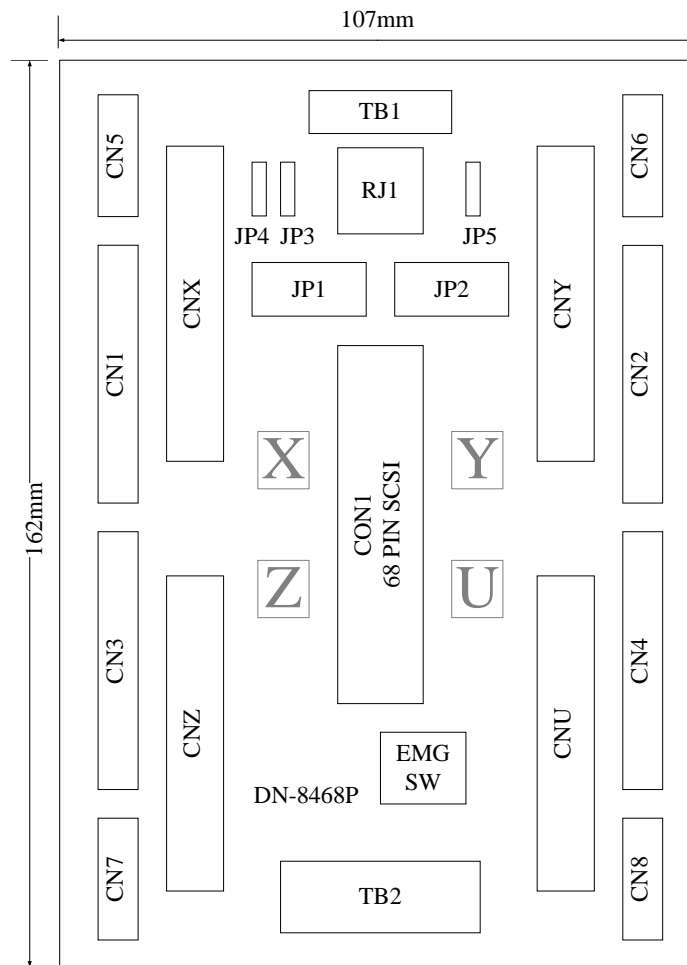 107mm
TB1
CN5
CN6
RJ1
JP4
JP3
JP5
CNX
CNY
JP1
JP2
CN1
CN2
X
Y
162mm
CON1
68 PIN SCSI
Z
U
CN3
CN4
CNZ
CNU
EMG
SW
DN-8468P
CN7
CN8
TB2